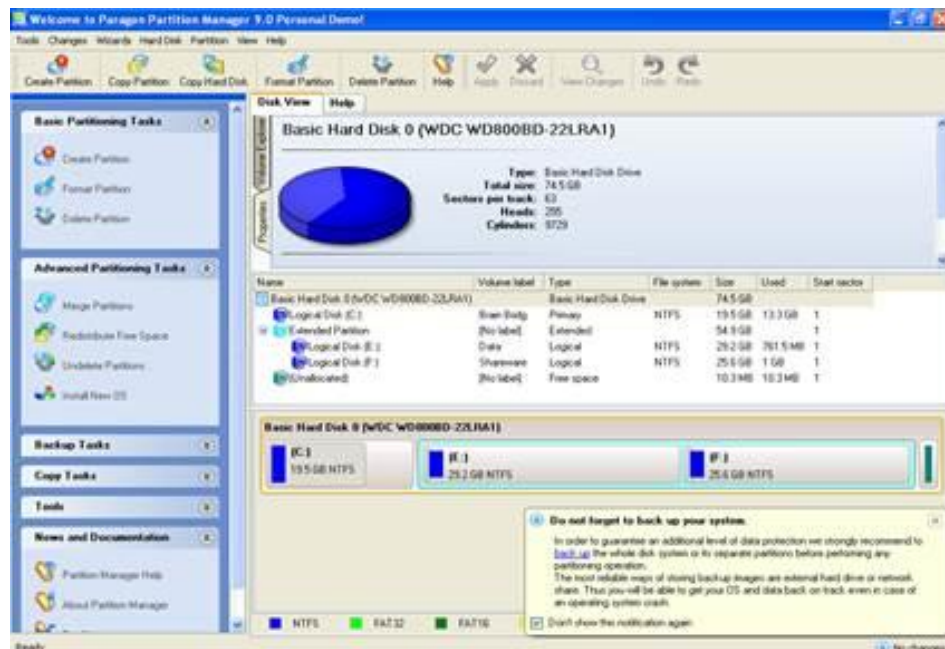 Welcome to Paragon Partition Manager 9.0 Personal Demo!
Tools Changes Wizards Hard Disk Partition View Help
Create Partition Copy Partition Copy Hard Disk Format Partition Delete Partition Help Apply Discard View Changes Undo Redo
Disk View Help
Basic Partitioning Tasks
Create Partition
Format Partition
Delete Partition
Advanced Partitioning Tasks
Merge Partitions
Redistribute Free Space
Undelete Partitions
Install New OS
Backup Tasks
Copy Tasks
Tools
News and Documentation
Partition Manager Help
About Partition Manager
Volume Explorer
Properties
Basic Hard Disk 0 (WDC WD800BD-22LRA1)
Type: Basic Hard Disk Drive
Total size: 74.5 GB
Sectors per track: 63
Heads: 255
Cylinders: 9729
Name Volume label Type File system Size Used Start sector
Basic Hard Disk 0 (WDC WD800BD-22LRA1) Basic Hard Disk Drive 74.5 GB
Logical Disk (C:) Primary NTFS 19.5 GB 13.3 GB 1
Extended Partition [No label] Extended 54.9 GB 1
Logical Disk (E:) Data Logical NTFS 29.2 GB 761.5 MB 1
Logical Disk (F:) Shareware Logical NTFS 25.6 GB 1 GB 1
(Unallocated) [No label] Free space 10.3 MB 10.3 MB 1
Basic Hard Disk 0 (WDC WD800BD-22LRA1)
(C:)
19.5 GB NTFS
(E:)
29.2 GB NTFS
(F:)
25.6 GB NTFS
Do not forget to back up your system.
In order to guarantee an additional level of data protection we strongly recommend to
back up the whole disk system or its separate partitions before performing any
partitioning operation.
The most reliable ways of storing backup images are external hard drive or network
share. Thus you will be able to get your OS and data back on track even in case of
an operating system crash.
Don't show this notification again
NTFS FAT32 FAT16
Ready
No changes